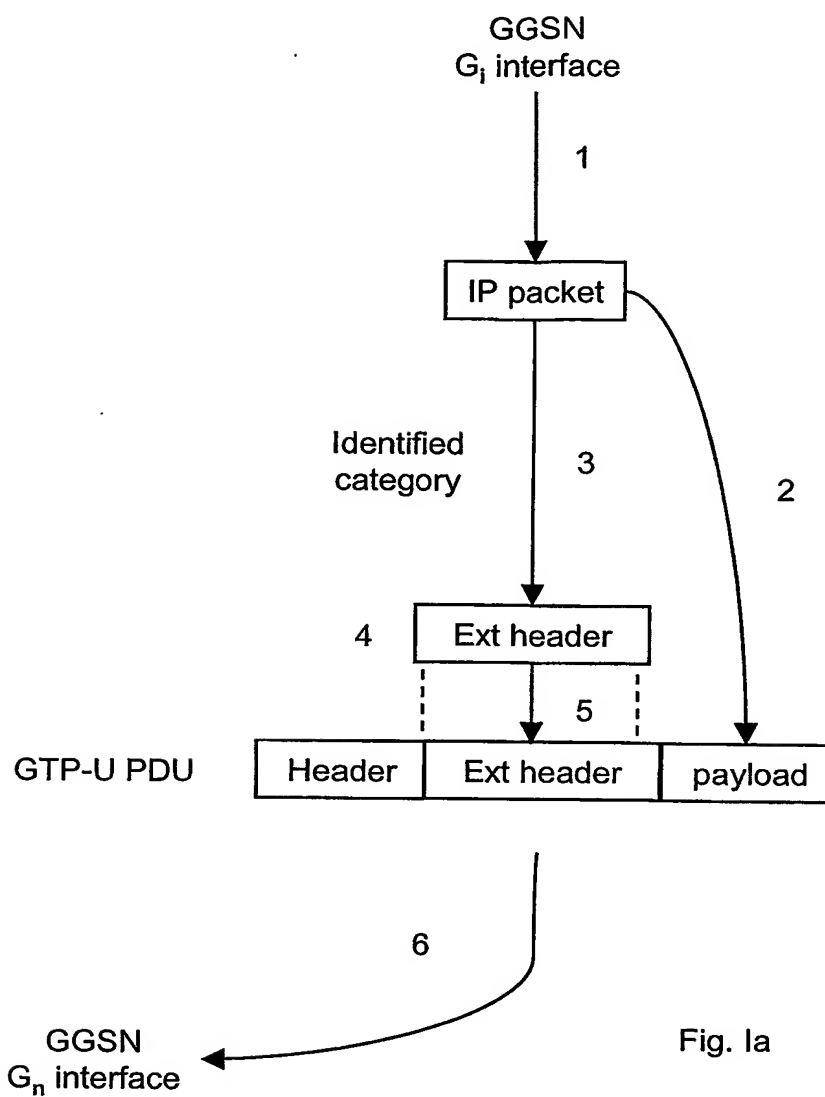 GGSN
Gi interface
1
IP packet
Identified
category
3
2
4
Ext header
5
GTP-U PDU
Header
Ext header
payload
6
GGSN
Gn interface
Fig. Ia